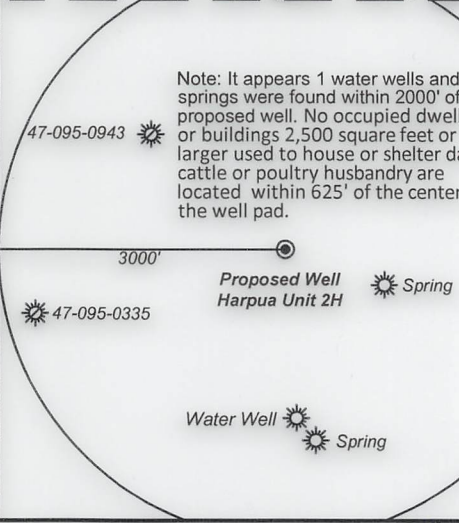 Note: It appears 1 water wells and
springs were found within 2000' of
proposed well. No occupied
or buildings 2,500 square feet or
larger used to house or shelter
cattle or poultry husbandry are
located within 625' of the center
the well pad.
47-095-0943
3000'
Proposed Well
Harpua Unit 2H
Spring
47-095-0335
Water Well
Spring